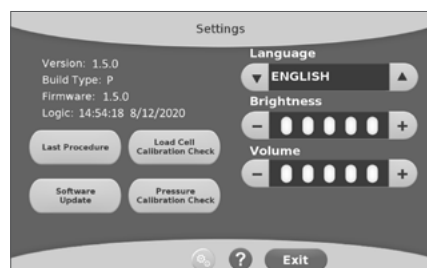 Settings
Version: 1.5.0
Build Type: P
Firmware: 1.5.0
Logic: 14:54:18 8/12/2020
Last Procedure
Load Cell
Calibration Check
Software
Update
Pressure
Calibration Check
Language
▼ ENGLISH ▲
Brightness
- +
Volume
- +
? Exit